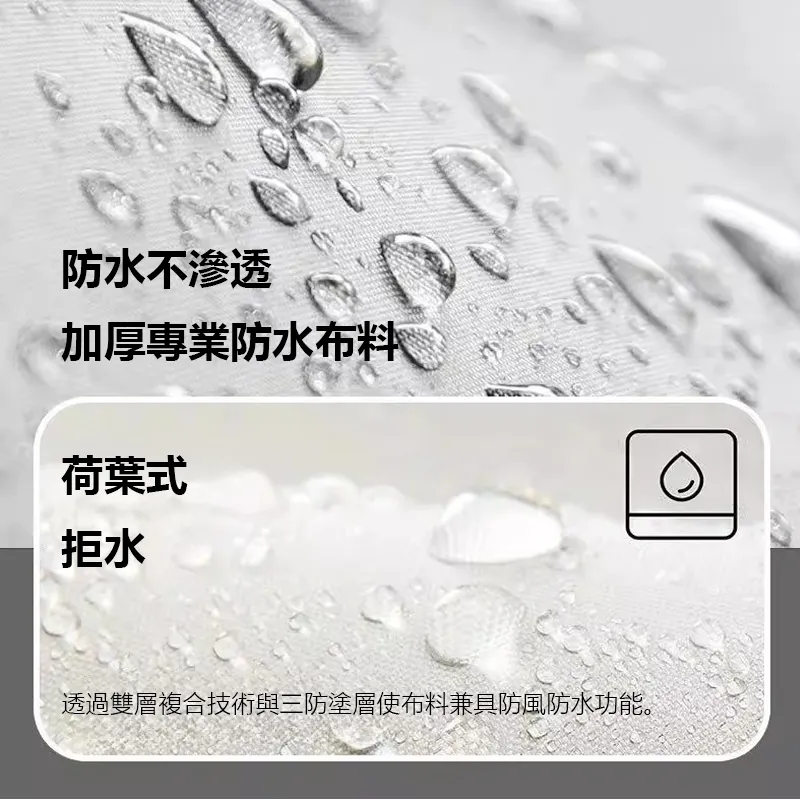 防水不滲透
加厚專業防水布料
荷葉式
拒水
透過雙層複合技術與三防塗層使布料兼具防風防水功能。